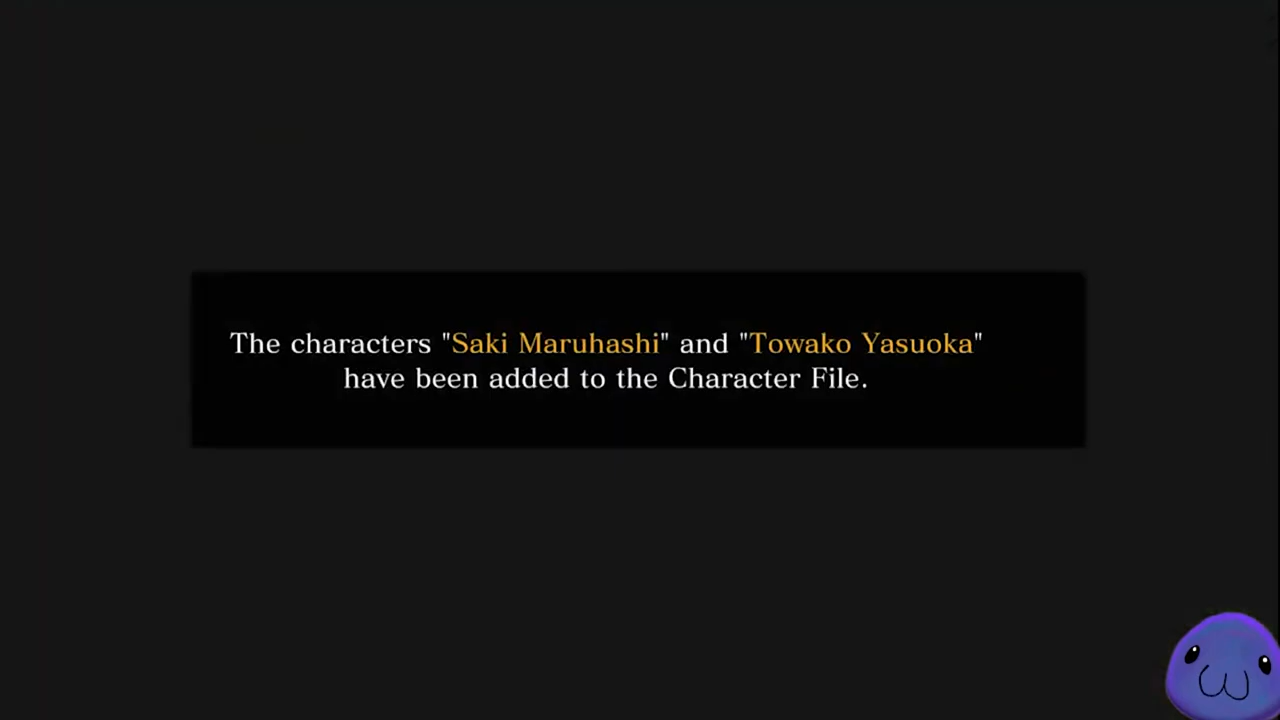 The characters "Saki Maruhashi" and "Towako Yasuoka"
have been added to the Character File.